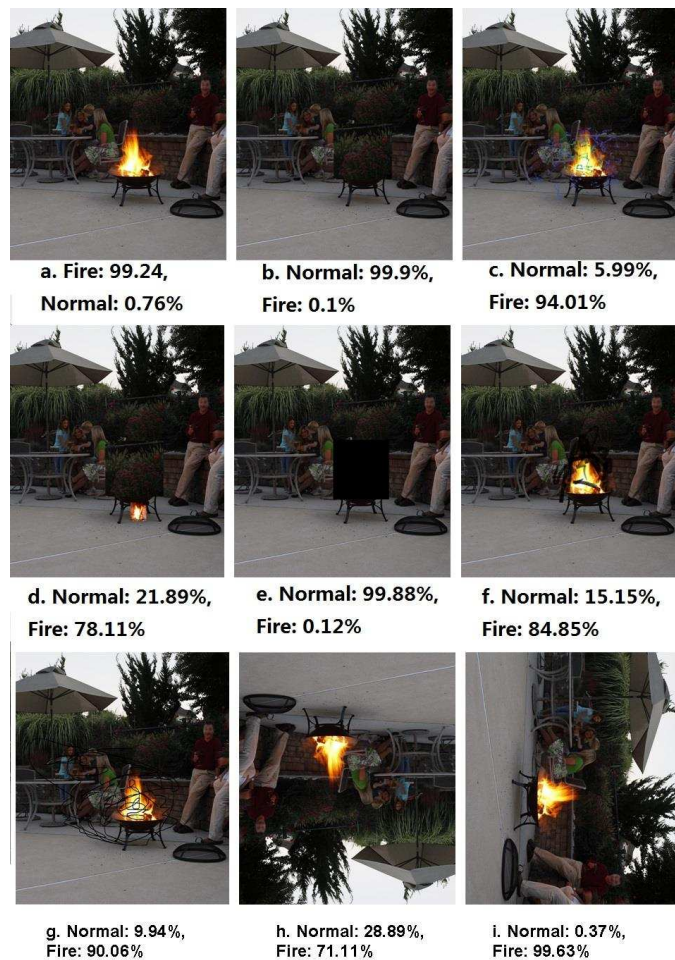 a. Fire: 99.24,
Normal: 0.76%
b. Normal: 99.9%,
Fire: 0.1%
c. Normal: 5.99%,
Fire: 94.01%
d. Normal: 21.89%,
Fire: 78.11%
e. Normal: 99.88%,
Fire: 0.12%
f. Normal: 15.15%,
Fire: 84.85%
g. Normal: 9.94%,
Fire: 90.06%
h. Normal: 28.89%,
Fire: 71.11%
i. Normal: 0.37%,
Fire: 99.63%